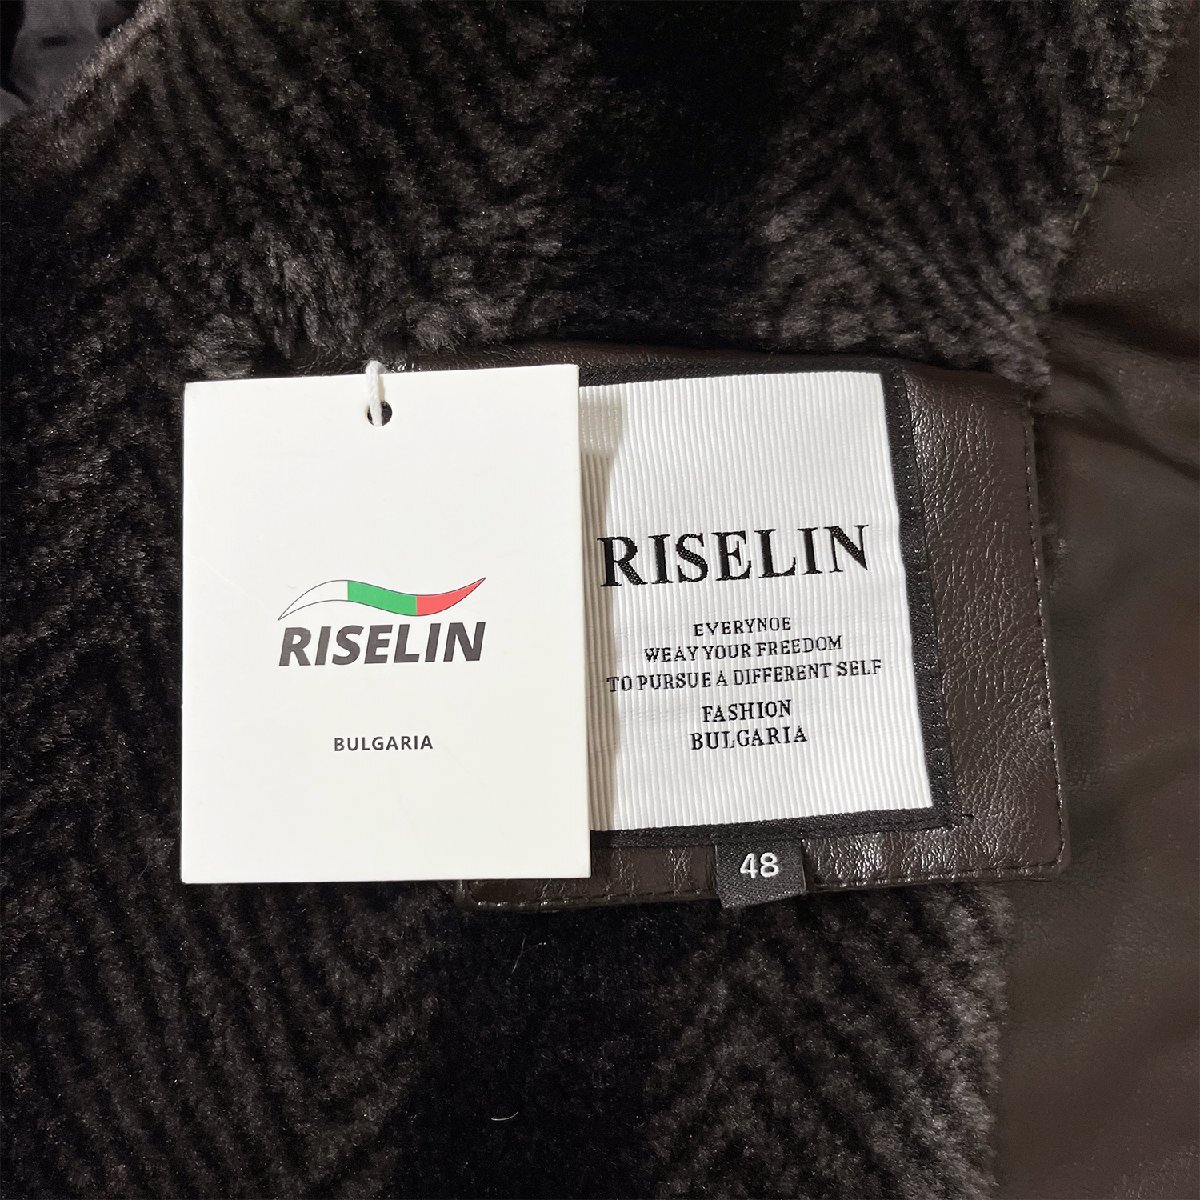 RISELIN
BULGARIA
RISELIN
EVERYNOE
WEAY YOUR FREEDOM
TO PURSUE A DIFFERENT SELF
FASHION
BULGARIA
48